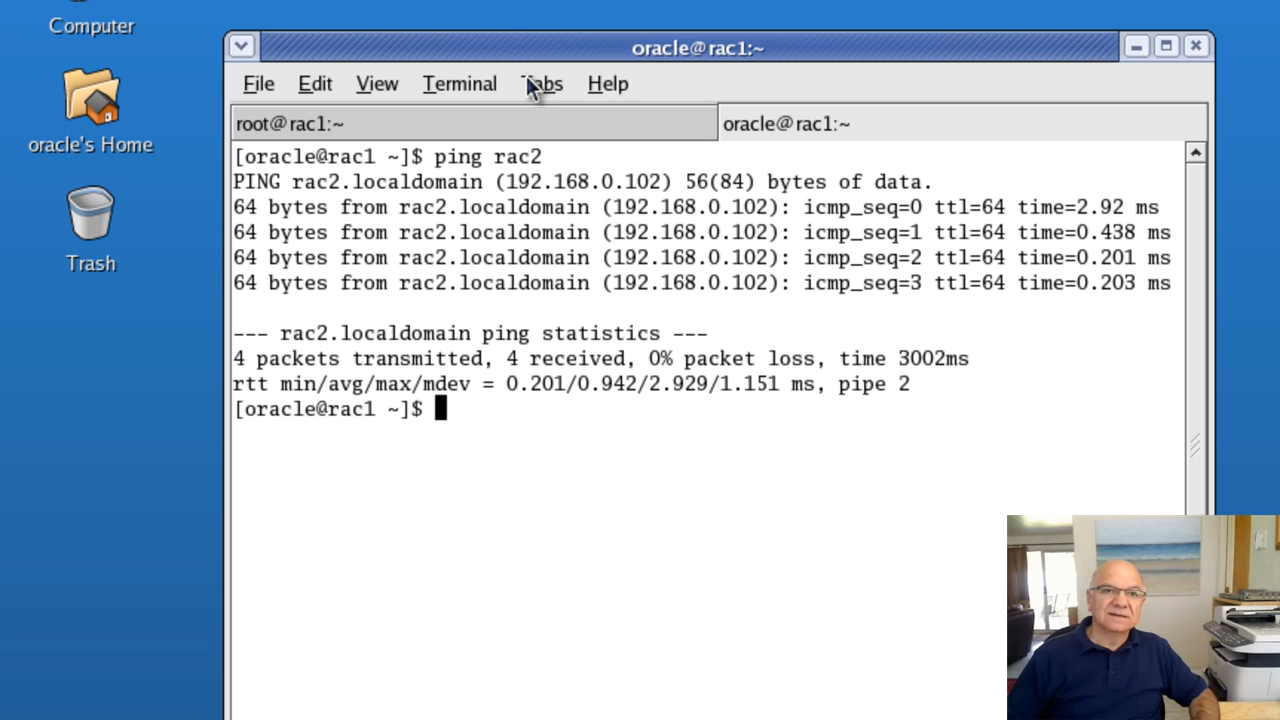 Computer
oracle's Home
Trash
oracle@rac1:~
File Edit View Terminal Tabs Help
root@rac1:~
oracle@rac1:~
[oracle@rac1 ~]$ ping rac2
PING rac2.localdomain (192.168.0.102) 56(84) bytes of data.
64 bytes from rac2.localdomain (192.168.0.102): icmp_seq=0 ttl=64 time=2.92 ms
64 bytes from rac2.localdomain (192.168.0.102): icmp_seq=1 ttl=64 time=0.438 ms
64 bytes from rac2.localdomain (192.168.0.102): icmp_seq=2 ttl=64 time=0.201 ms
64 bytes from rac2.localdomain (192.168.0.102): icmp_seq=3 ttl=64 time=0.203 ms
--- rac2.localdomain ping statistics ---
4 packets transmitted, 4 received, 0% packet loss, time 3002ms
rtt min/avg/max/mdev = 0.201/0.942/2.929/1.151 ms, pipe 2
[oracle@rac1 ~]$